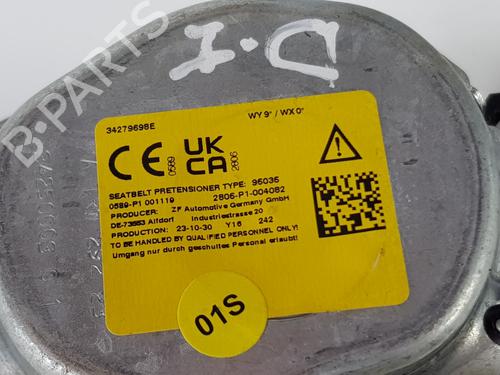 B-PARTS
D·I
34279698E
WY 9° / WX 0°
CE 0589 UK CA 2806
SEATBELT PRETENSIONER TYPE: 95035
0589-P1 001119 2806-P1-004082
PRODUCER: ZF Automotive Germany GmbH
DE-73553 Alfdorf Industriestrasse 20
PRODUCTION: 23-10-30 Y16 242
TO BE HANDLED BY QUALIFIED PERSONNEL ONLY!
Umgang nur durch geschultes Personal erlaubt!
01S